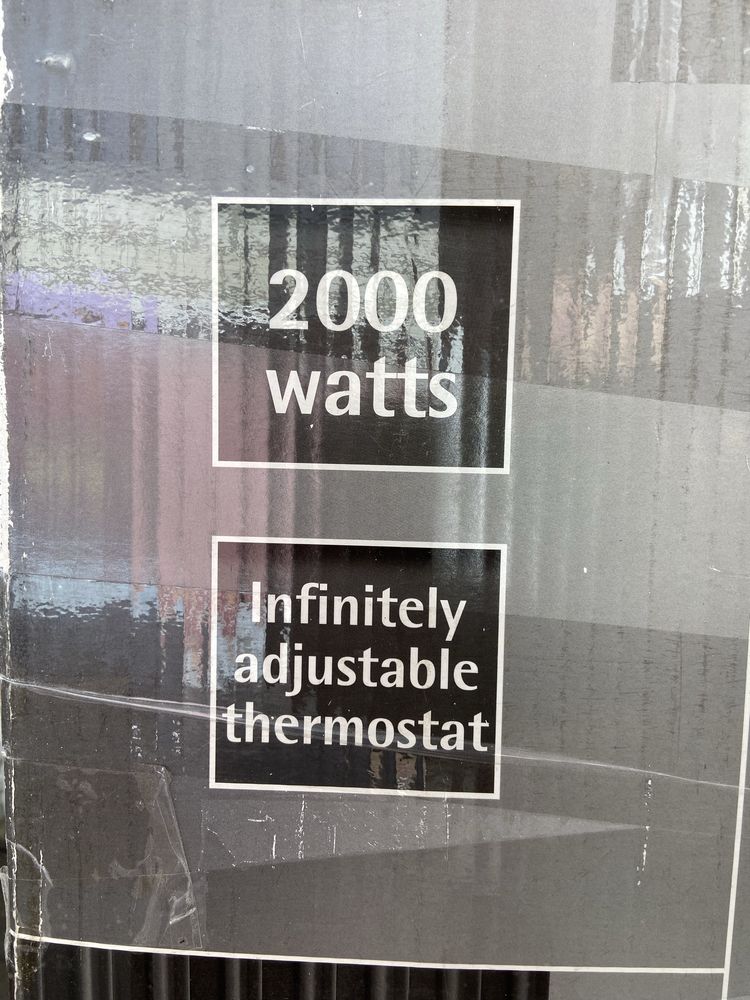 2000
watts
Infinitely
adjustable
thermostat